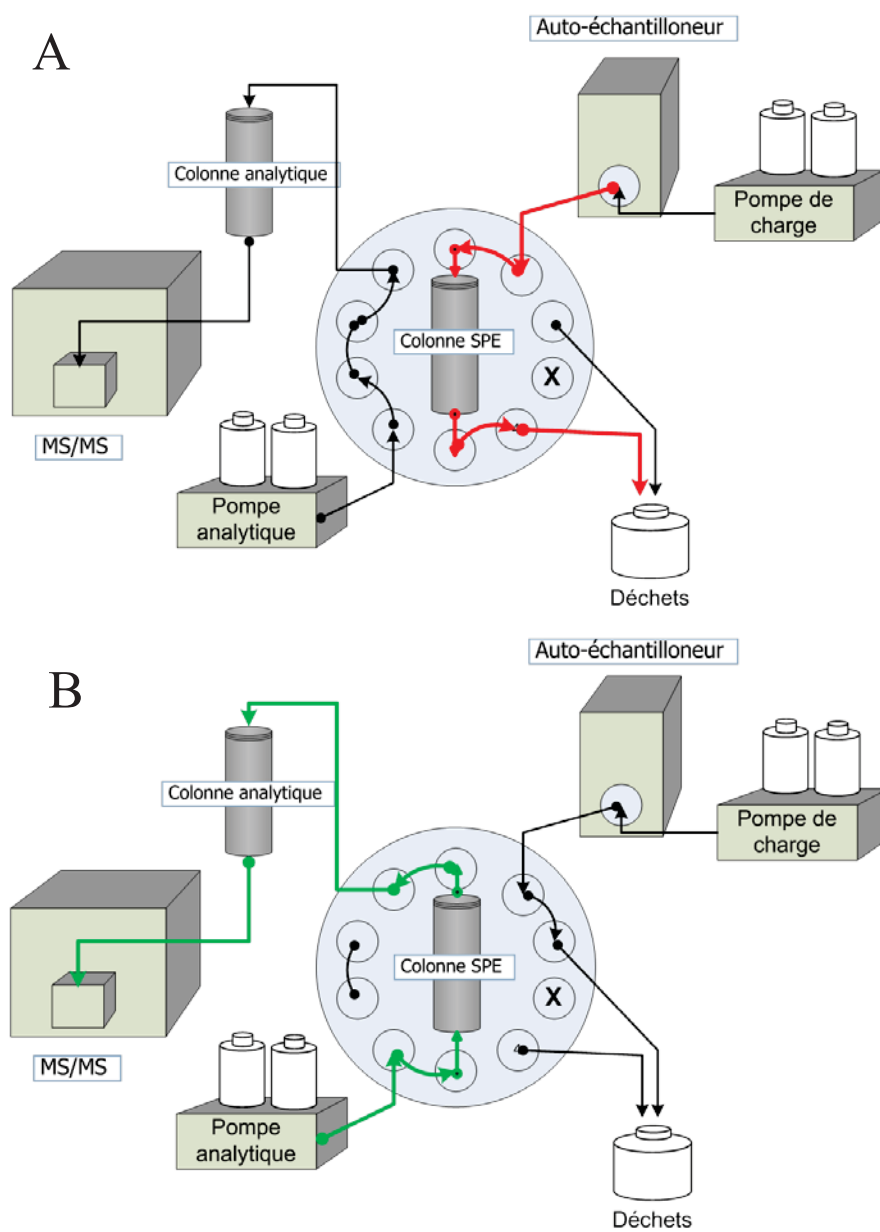 A
Auto-échantilloneur
Colonne analytique
Pompe de
charge
Colonne SPE
X
MS/MS
Pompe
analytique
Déchets
B
Auto-échantilloneur
Colonne analytique
Pompe de
charge
Colonne SPE
X
MS/MS
Pompe
analytique
Déchets